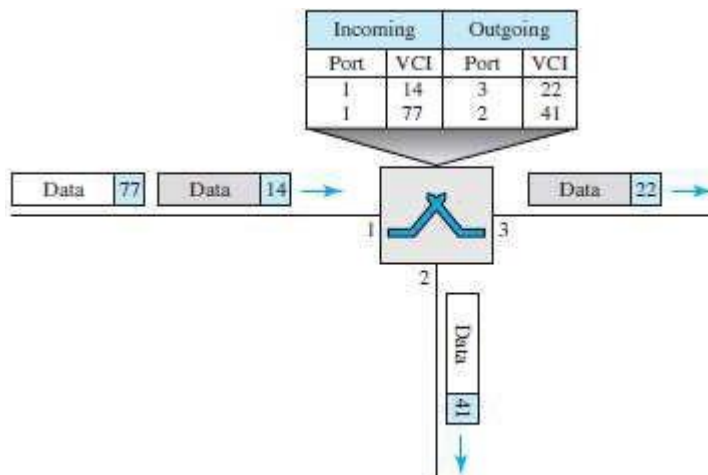 Incoming Outgoing
Port VCI Port VCI
1 14 3 22
1 77 2 41
Data 77 Data 14 Data 22
1 3
2
Data 41